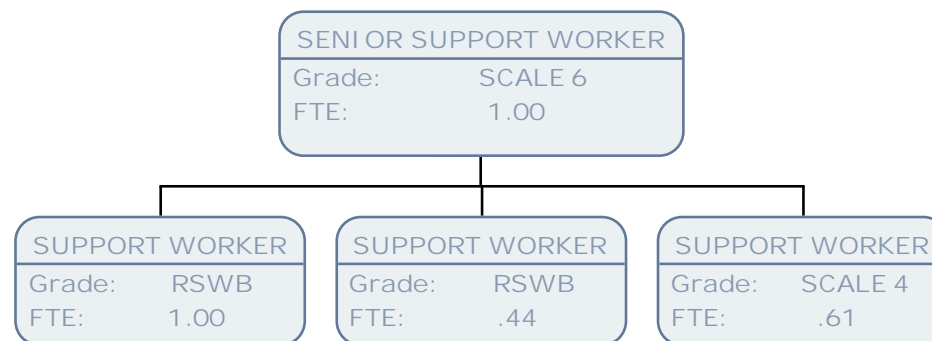 SENIOR SUPPORT WORKER
Grade: SCALE 6
FTE: 1.00
SUPPORT WORKER
Grade: RSWB
FTE: 1.00
SUPPORT WORKER
Grade: RSWB
FTE: .44
SUPPORT WORKER
Grade: SCALE 4
FTE: .61